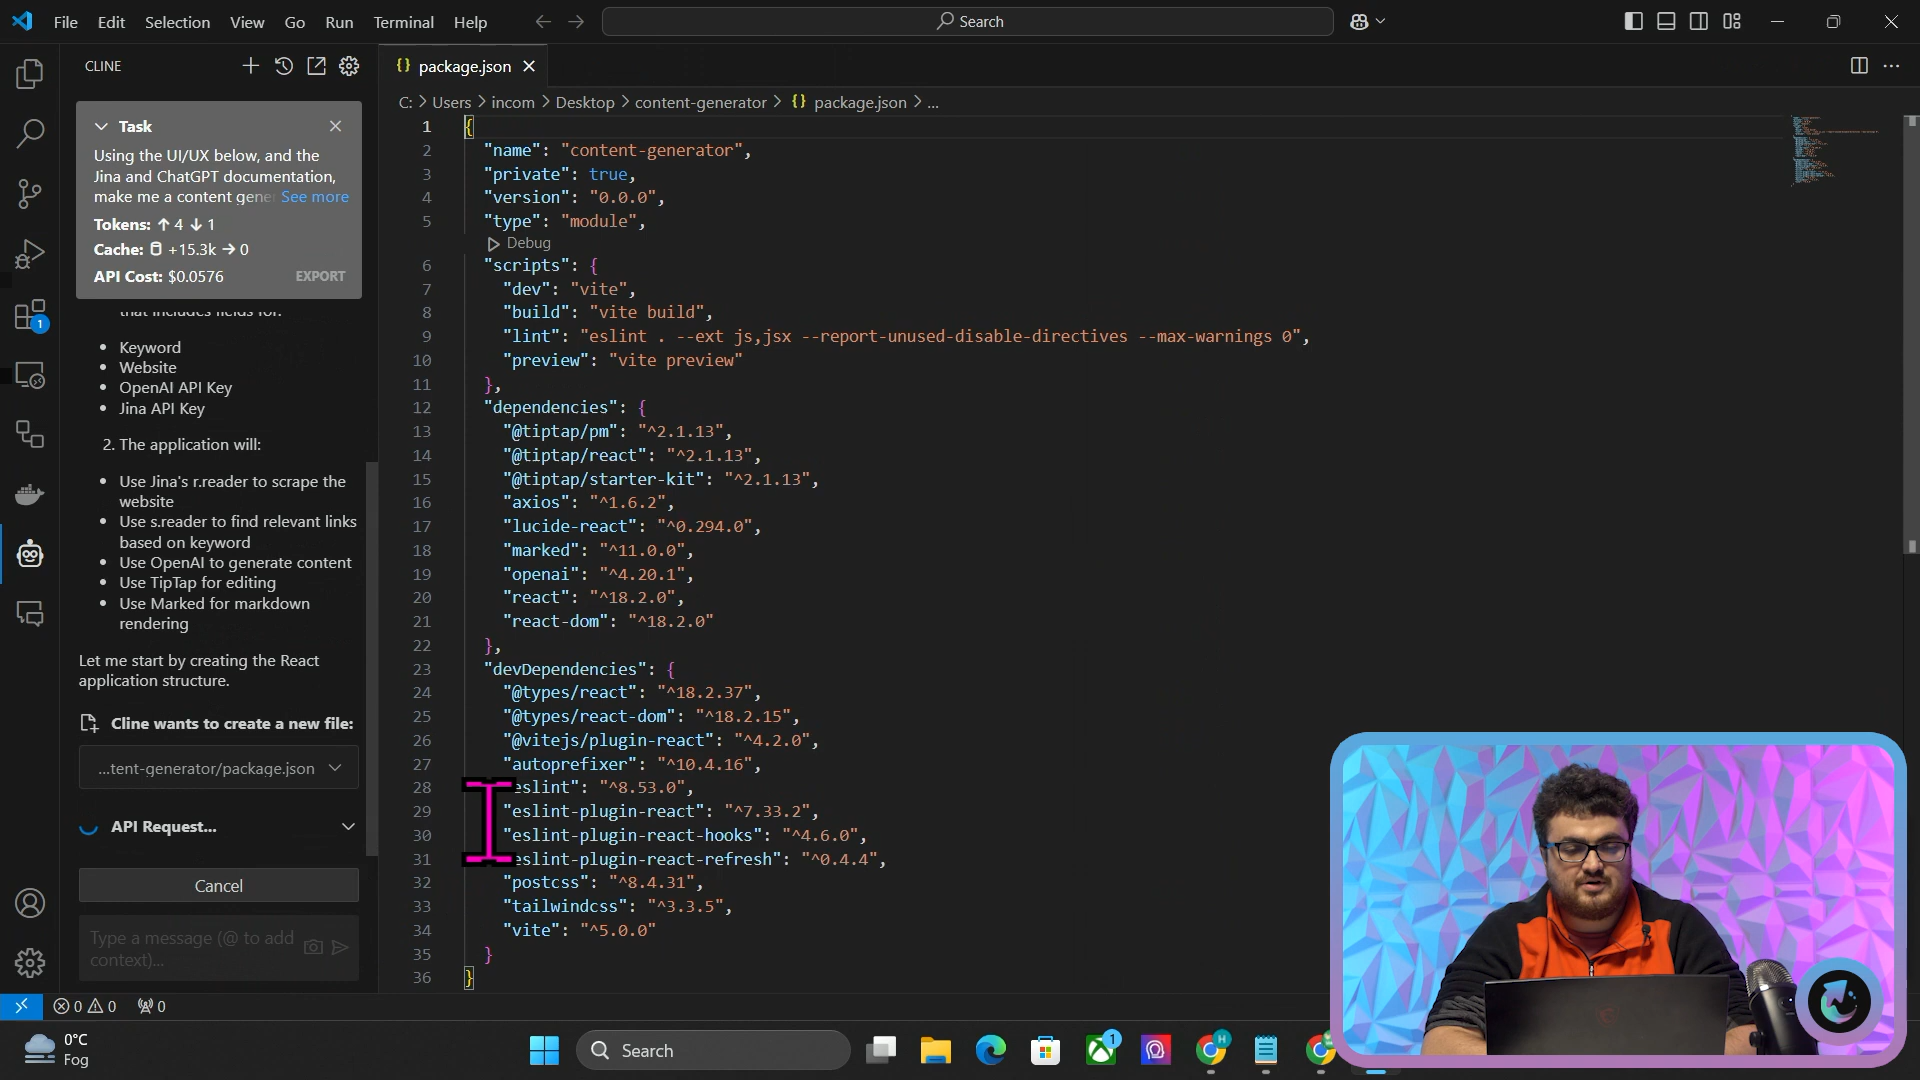 File Edit Selection View Go Run Terminal Help
Search
CLINE
package.json
C: > Users > incom > Desktop > content-generator > {} package.json > ...
Task
Using the UI/UX below, and the
Jina and ChatGPT documentation,
make me a content gene See more
Tokens: ↑ 4 ↓ 1
Cache: +15.3k → 0
API Cost: $0.0576 EXPORT
that includes fields for:
• Keyword
• Website
• OpenAI API Key
• Jina API Key
2. The application will:
• Use Jina's r.reader to scrape the
website
• Use s.reader to find relevant links
based on keyword
• Use OpenAI to generate content
• Use TipTap for editing
• Use Marked for markdown
rendering
Let me start by creating the React
application structure.
Cline wants to create a new file:
...tent-generator/package.json
API Request...
Cancel
Type a message (@ to add
context)...
1 {
2 "name": "content-generator",
3 "private": true,
4 "version": "0.0.0",
5 "type": "module",
Debug
6 "scripts": {
7 "dev": "vite",
8 "build": "vite build",
9 "lint": "eslint . --ext js,jsx --report-unused-disable-directives --max-warnings 0",
10 "preview": "vite preview"
11 },
12 "dependencies": {
13 "@tiptap/pm": "^2.1.13",
14 "@tiptap/react": "^2.1.13",
15 "@tiptap/starter-kit": "^2.1.13",
16 "axios": "^1.6.2",
17 "lucide-react": "^0.294.0",
18 "marked": "^11.0.0",
19 "openai": "^4.20.1",
20 "react": "^18.2.0",
21 "react-dom": "^18.2.0"
22 },
23 "devDependencies": {
24 "@types/react": "^18.2.37",
25 "@types/react-dom": "^18.2.15",
26 "@vitejs/plugin-react": "^4.2.0",
27 "autoprefixer": "^10.4.16",
28 eslint": "^8.53.0",
29 "eslint-plugin-react": "^7.33.2",
30 "eslint-plugin-react-hooks": "^4.6.0",
31 eslint-plugin-react-refresh": "^0.4.4",
32 "postcss": "^8.4.31",
33 "tailwindcss": "^3.3.5",
34 "vite": "^5.0.0"
35 }
36 }
1
0 0 0
0°C
Fog
Search
1
H